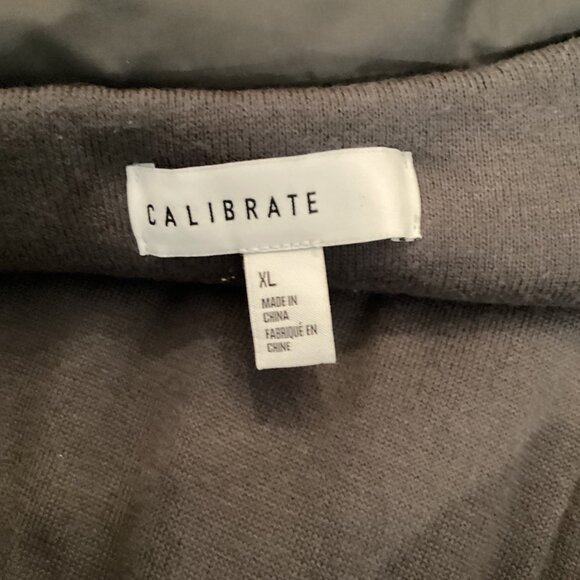 CALIBRATE
XL
MADE IN
CHINA
FABRIQUÉ EN
CHINE